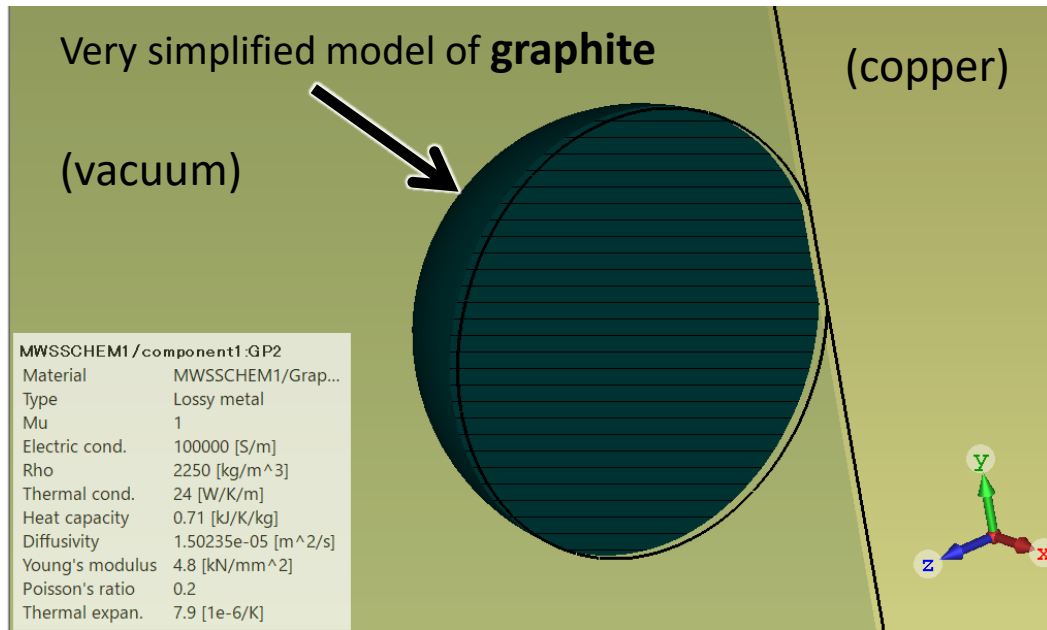 Very simplified model of graphite
(copper)
(vacuum)
MWSSCHEM1/component1:GP2
Material MWSSCHEM1/Grap...
Type Lossy metal
Mu 1
Electric cond. 100000 [S/m]
Rho 2250 [kg/m^3]
Thermal cond. 24 [W/K/m]
Heat capacity 0.71 [kJ/K/kg]
Diffusivity 1.50235e-05 [m^2/s]
Young's modulus 4.8 [kN/mm^2]
Poisson's ratio 0.2
Thermal expan. 7.9 [1e-6/K]
y
z
x